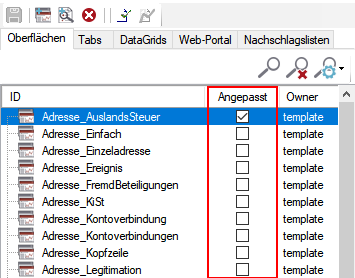 Oberflächen Tabs DataGrids Web-Portal Nachschlagslisten
ID Angepasst Owner
Adresse_AuslandsSteuer template
Adresse_Einfach template
Adresse_Einzeladresse template
Adresse_Ereignis template
Adresse_FremdBeteiligungen template
Adresse_KiSt template
Adresse_Kontoverbindung template
Adresse_Kontoverbindungen template
Adresse_Kopfzeile template
Adresse_Legitimation template